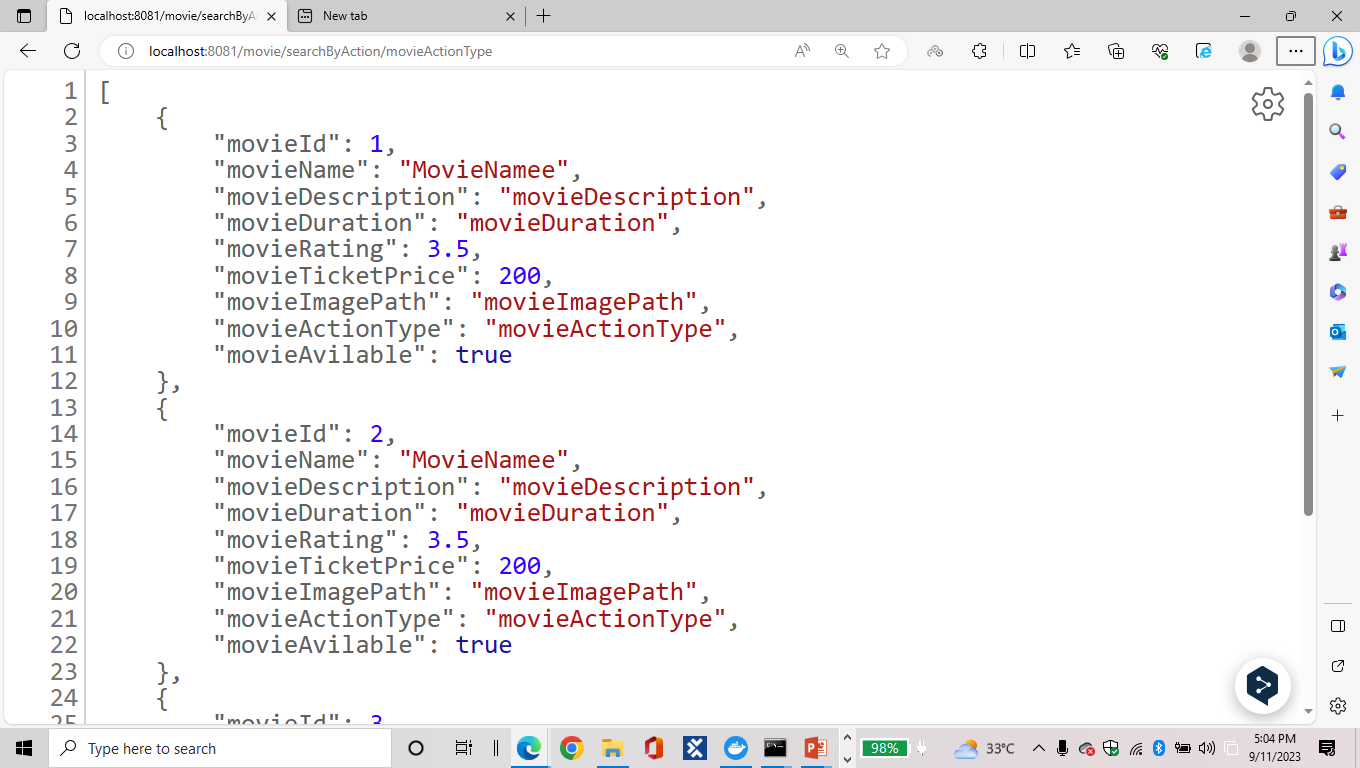 localhost:8081/movie/searchByA
New tab
localhost:8081/movie/searchByAction/movieActionType
1 [
2 {
3 "movieId": 1,
4 "movieName": "MovieNamee",
5 "movieDescription": "movieDescription",
6 "movieDuration": "movieDuration",
7 "movieRating": 3.5,
8 "movieTicketPrice": 200,
9 "movieImagePath": "movieImagePath",
10 "movieActionType": "movieActionType",
11 "movieAvilable": true
12 },
13 {
14 "movieId": 2,
15 "movieName": "MovieNamee",
16 "movieDescription": "movieDescription",
17 "movieDuration": "movieDuration",
18 "movieRating": 3.5,
19 "movieTicketPrice": 200,
20 "movieImagePath": "movieImagePath",
21 "movieActionType": "movieActionType",
22 "movieAvilable": true
23 },
24 {
25 "movieId": 3
Type here to search
98%
33°C
5:04 PM
9/11/2023